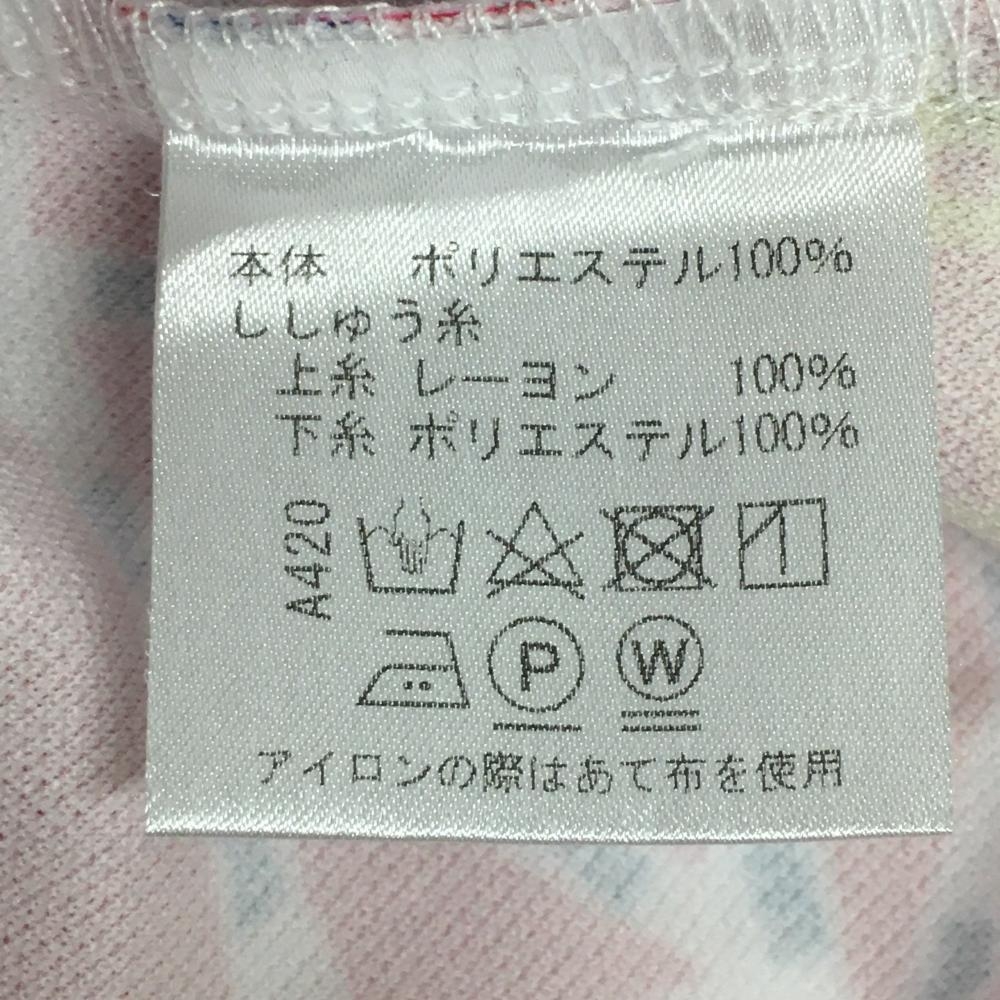 本体 ポリエステル100%
ししゅう糸
上糸 レーヨン 100%
下糸 ポリエステル100%
A420
P W
アイロンの際はあて布を使用